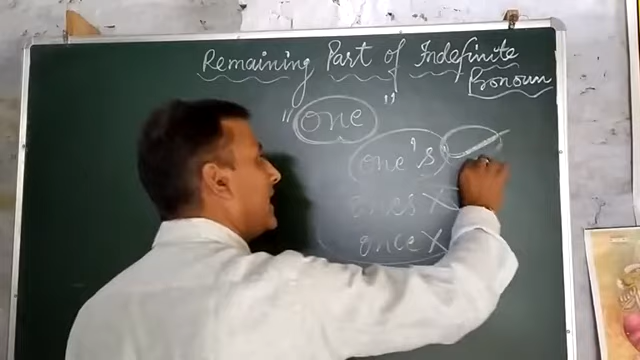 Remaining Part of Indefinite
Pronoun
"one"
one's
ones X
once X